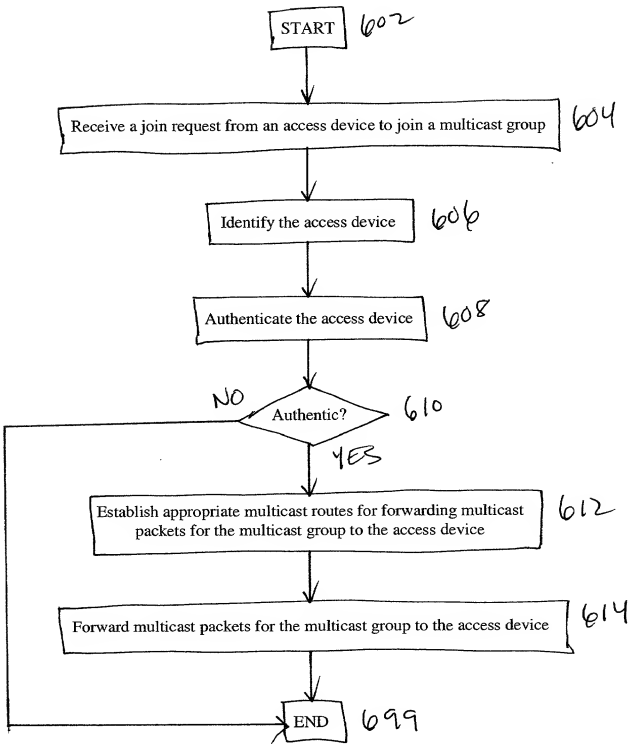 START 602
Receive a join request from an access device to join a multicast group 604
Identify the access device 606
Authenticate the access device 608
NO
Authentic? 610
YES
Establish appropriate multicast routes for forwarding multicast 612
packets for the multicast group to the access device
Forward multicast packets for the multicast group to the access device 614
END 699